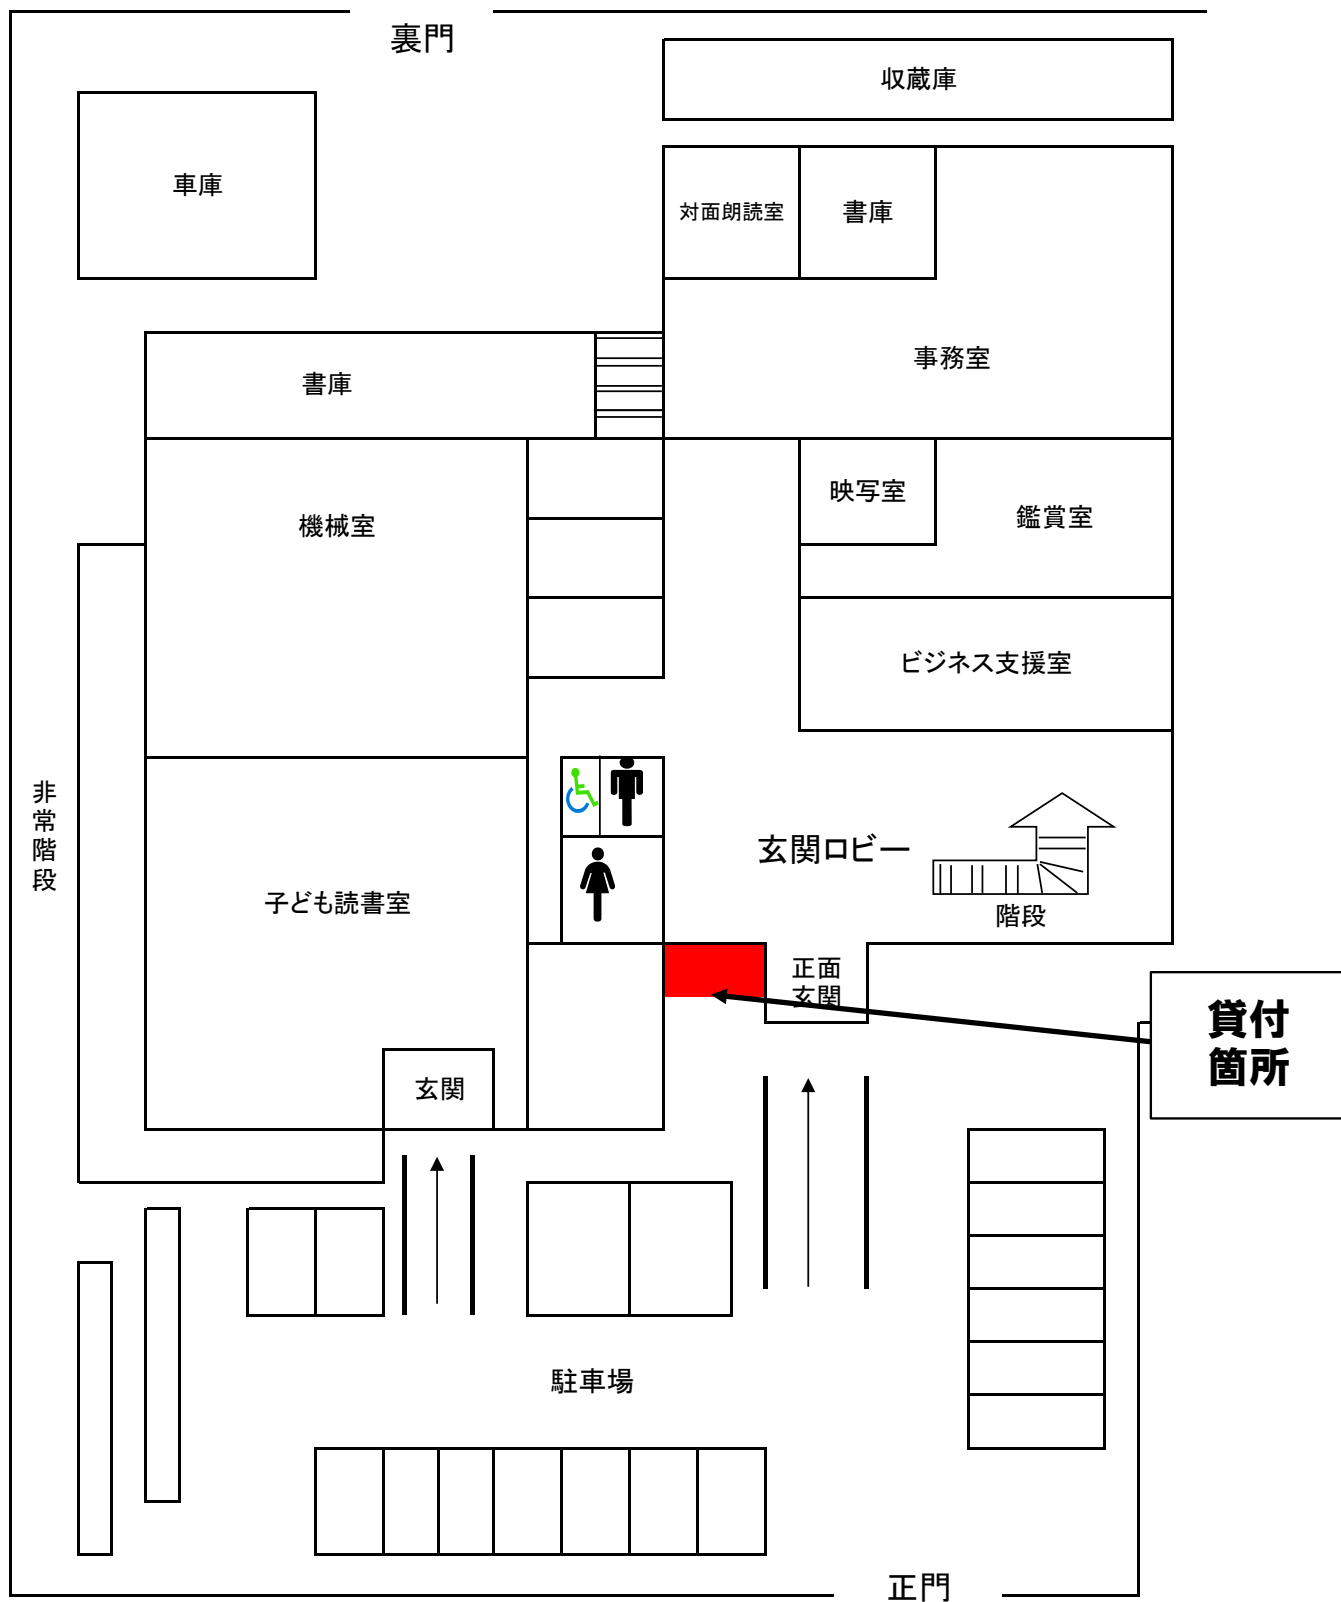 裏門
収蔵庫
車庫
対面朗読室
書庫
事務室
書庫
映写室
鑑賞室
機械室
ビジネス支援室
非常階段
玄関ロビー
子ども読書室
階段
正面
玄関
貸付
箇所
玄関
駐車場
正門